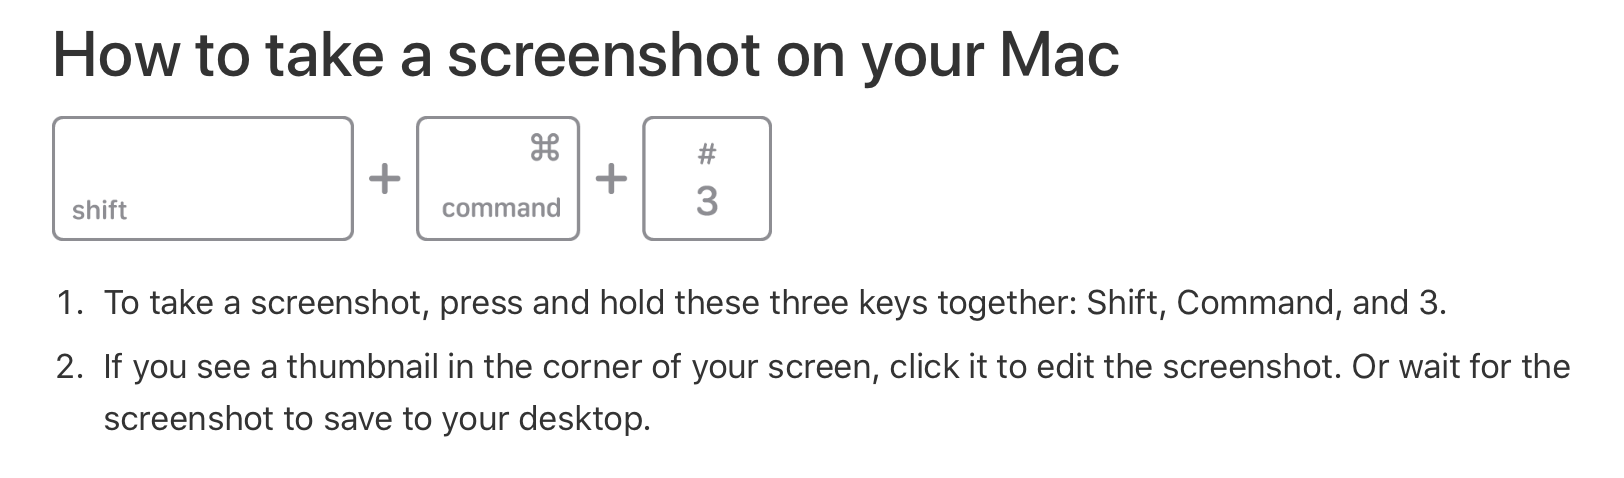 How to take a screenshot on your Mac
⌘ #
shift + command + 3
1. To take a screenshot, press and hold these three keys together: Shift, Command, and 3.
2. If you see a thumbnail in the corner of your screen, click it to edit the screenshot. Or wait for the
screenshot to save to your desktop.